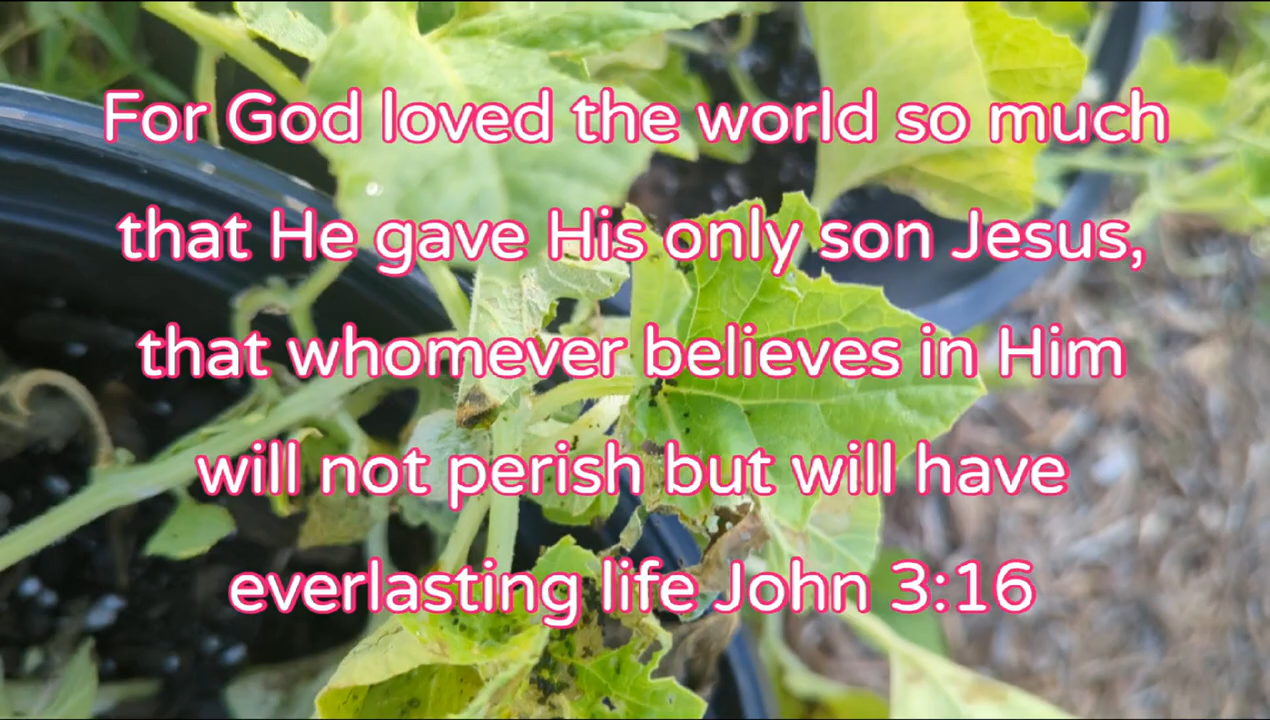 For God loved the world so much
that He gave His only son Jesus,
that whomever believes in Him
will not perish but will have
everlasting life John 3:16